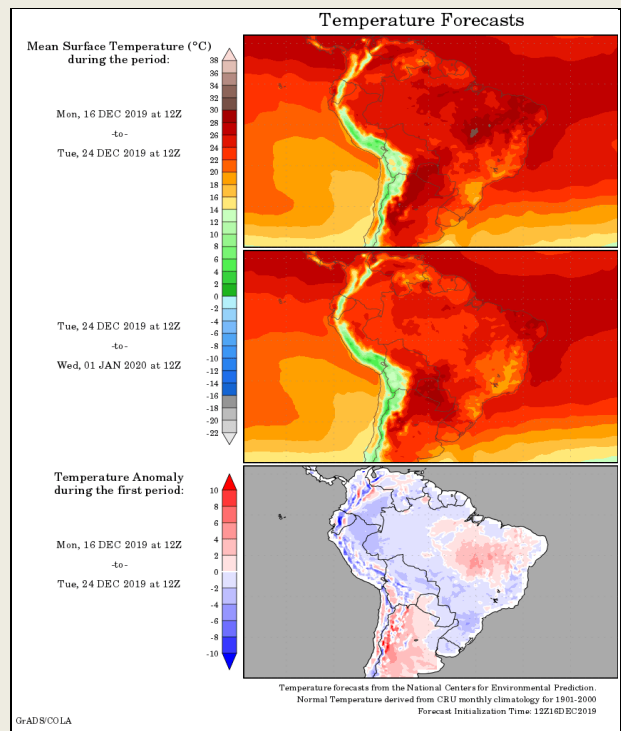 Temperature Forecasts
Mean Surface Temperature (°C)
during the period:
Mon, 16 DEC 2019 at 12Z
-to-
Tue, 24 DEC 2019 at 12Z
38
36
34
32
30
28
26
24
22
20
18
16
14
12
10
8
6
4
2
0
-2
-4
-6
-8
-10
-12
-14
-16
-18
-20
-22
Tue, 24 DEC 2019 at 12Z
-to-
Wed, 01 JAN 2020 at 12Z
Temperature Anomaly
during the first period:
Mon, 16 DEC 2019 at 12Z
-to-
Tue, 24 DEC 2019 at 12Z
10
8
6
4
2
0
-2
-4
-6
-8
-10
Temperature forecasts from the National Centers for Environmental Prediction.
Normal Temperature derived from CRU monthly climatology for 1901-2000
Forecast Initialization Time: 12Z16DEC2019
GrADS/COLA